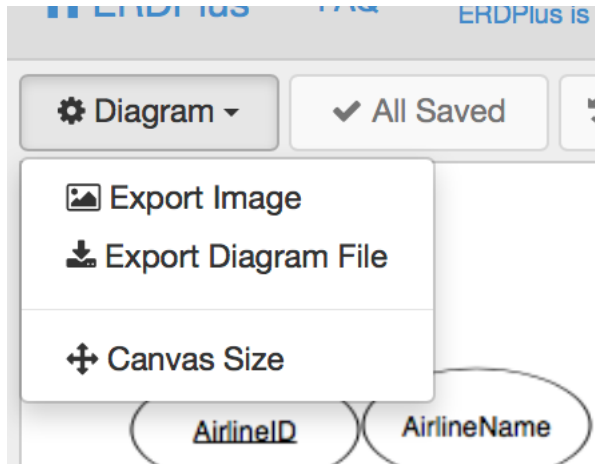 ERDPlus FAQ
ERDPlus is
Diagram
All Saved
Export Image
Export Diagram File
Canvas Size
AirlineID
AirlineName